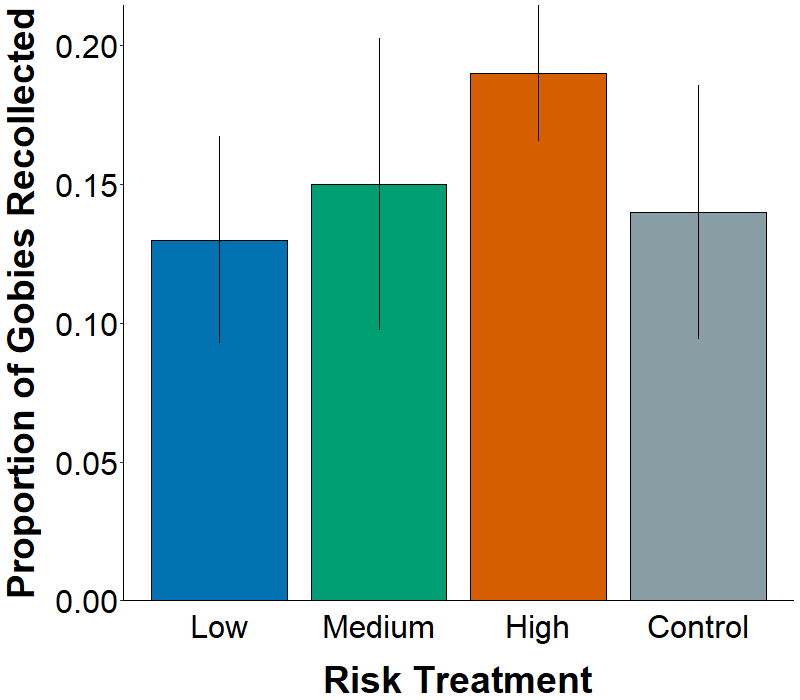 Proportion of Gobies Recollected
0.20
0.15
0.10
0.05
0.00
Low Medium High Control
Risk Treatment